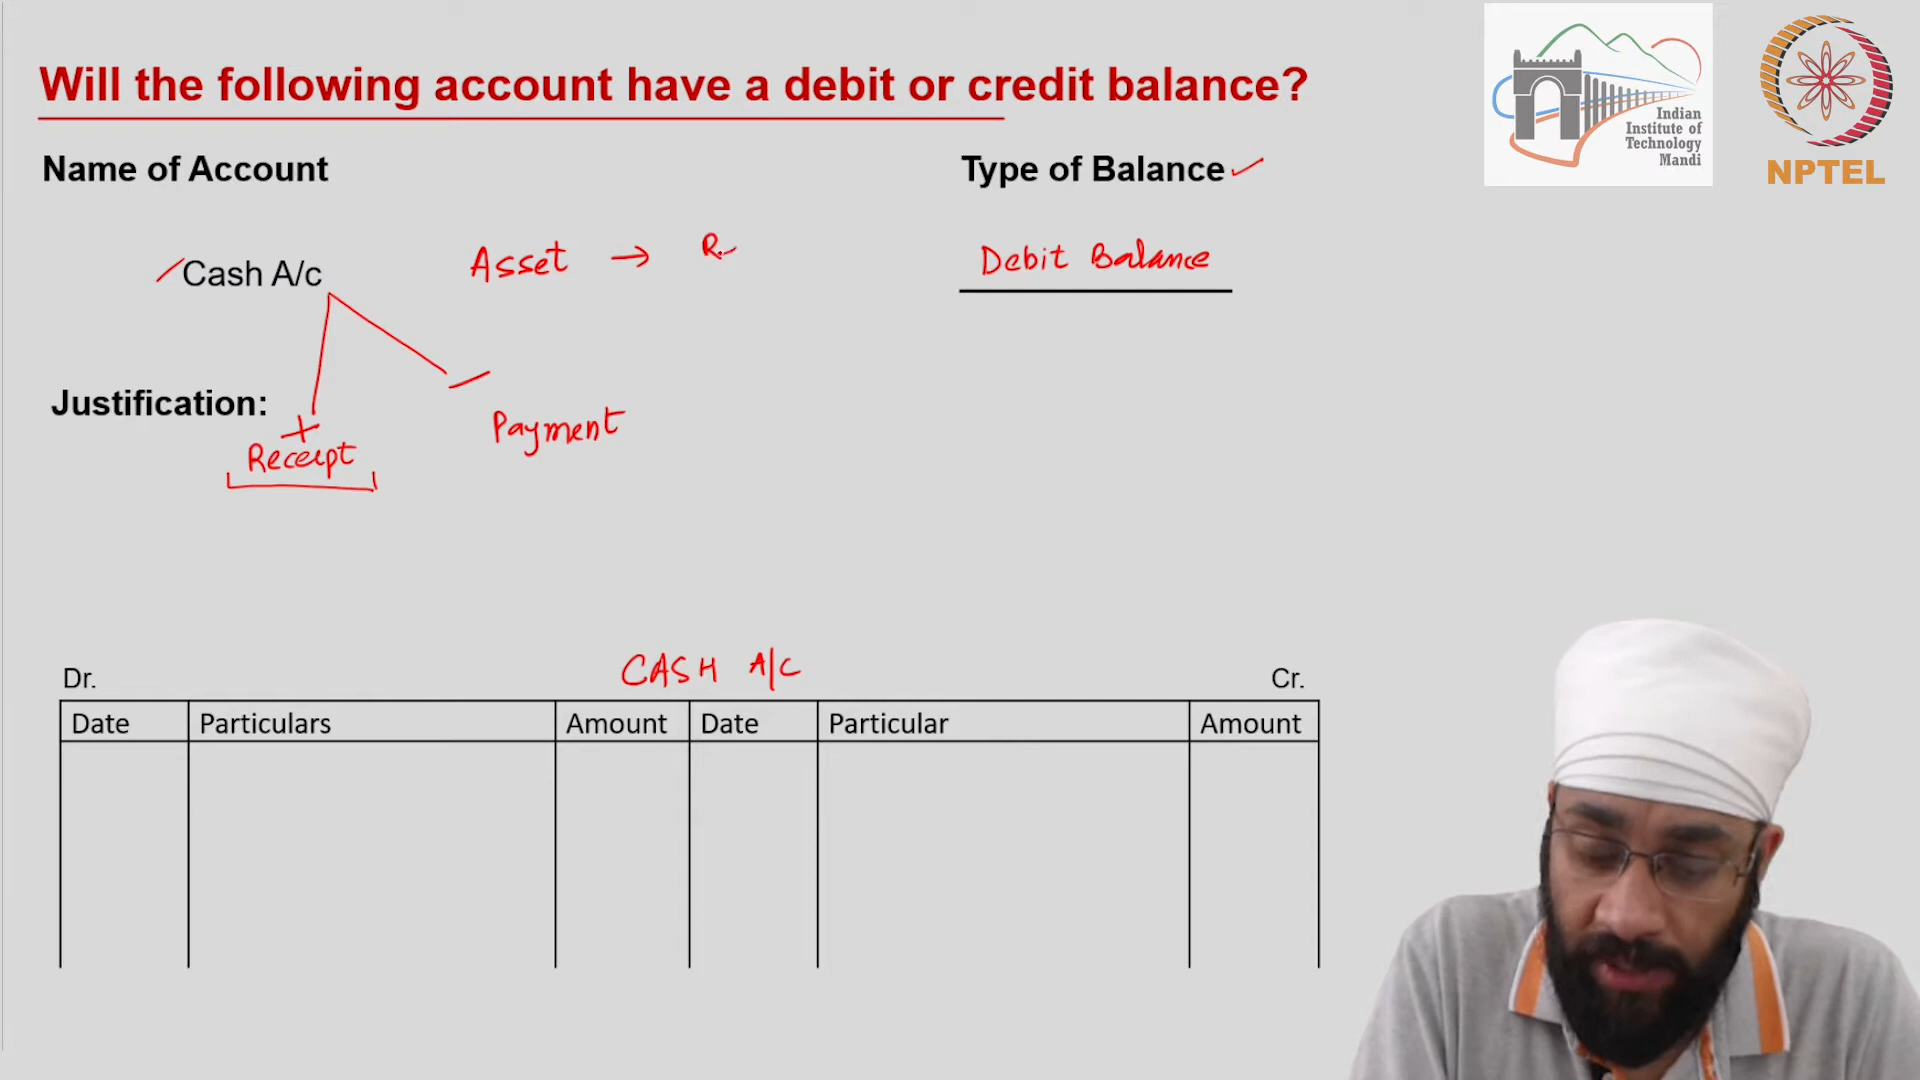 Will the following account have a debit or credit balance?
Indian
Institute of
Technology
Mandi
NPTEL
Name of Account
Type of Balance
Cash A/c
Asset →
Debit Balance
Justification:
+
Receipt
Payment
Dr.
CASH A/C
Cr.
Date Particulars Amount Date Particular Amount